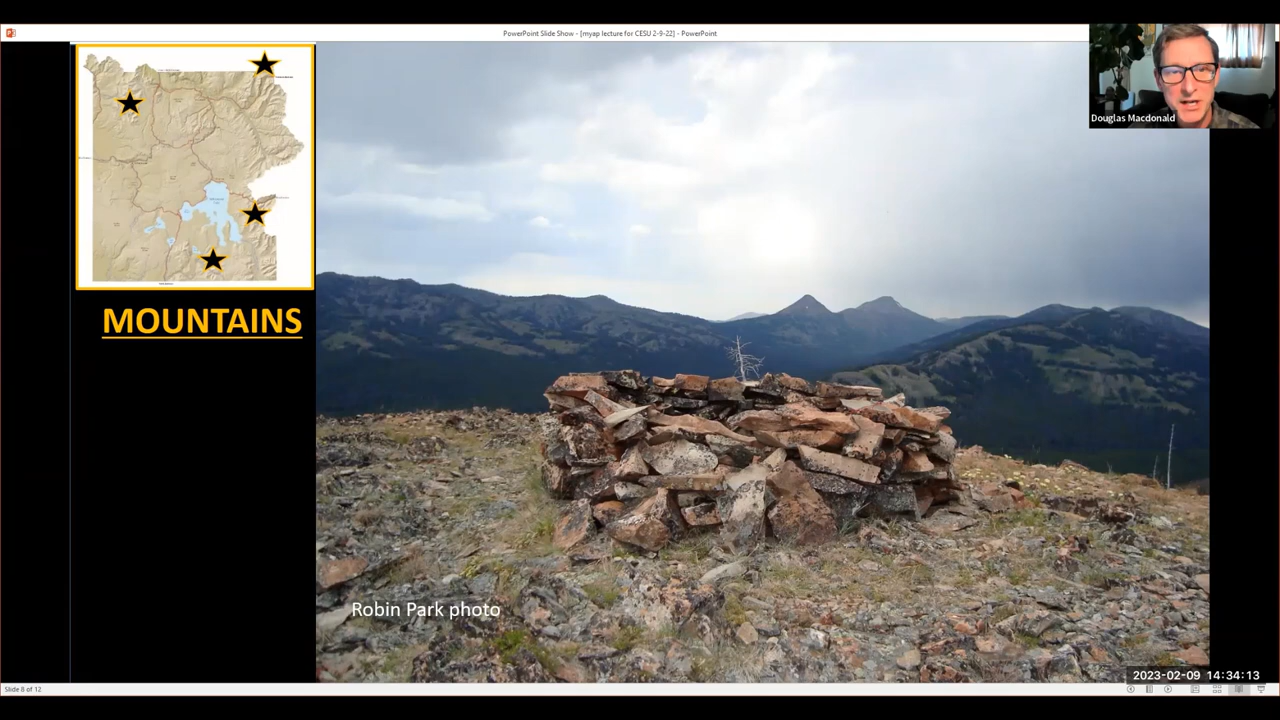 PowerPoint Slide Show - [myap lecture for CESU 2-9-22] - PowerPoint
Douglas Macdonald
MOUNTAINS
Robin Park photo
2023-02-09 14:34:13
Slide 8 of 12